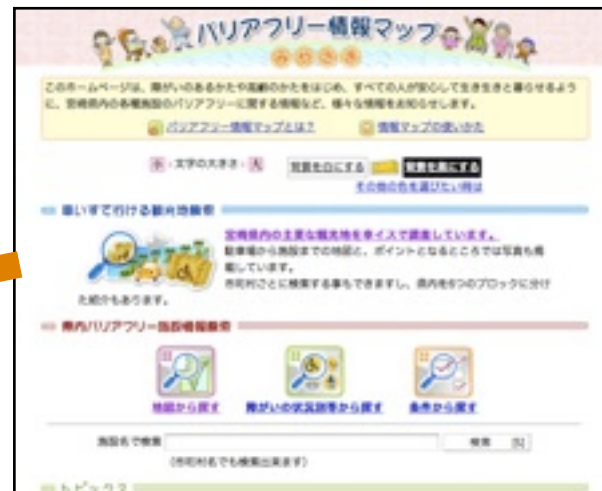 バリアフリー情報マップ
みやざき
このホームページは、障がいのあるかたや高齢のかたをはじめ、すべての人が安心して生き生きと暮らせるよう
に、宮崎県内の各種施設のバリアフリーに関する情報など、様々な情報をお知らせします。
バリアフリー情報マップとは？ 情報マップの使いかた
小 ・文字の大きさ・ 大 背景を白にする 背景を黒にする
その他の色を選びたい時は
車いすで行ける観光地検索
宮崎県内の主要な観光地を車イスで調査しています。
駐車場から施設までの地図と、ポイントとなるところでは写真も掲
載しています。
市町村ごとに検索する事もできますし、県内を6つのブロックに分け
た紹介もあります。
県内バリアフリー施設情報検索
地図から探す 障がいの状況別等から探す 条件から探す
施設名で検索 検索 [S]
(市町村名でも検索出来ます)
トピックス